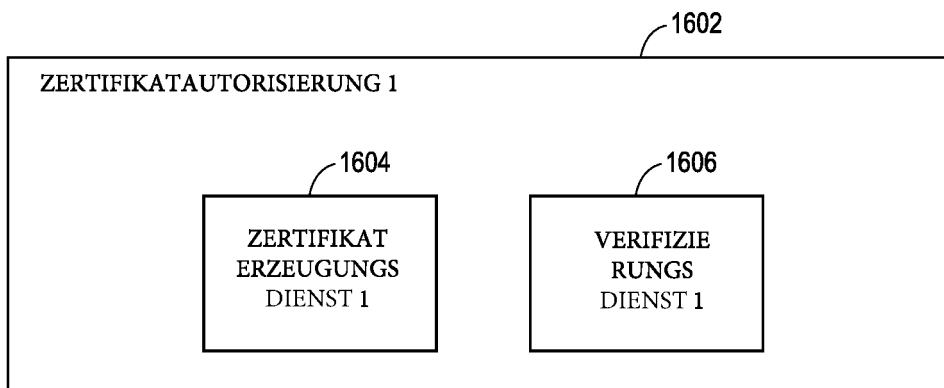 1602
ZERTIFIKATAUTORISIERUNG 1
1604
1606
ZERTIFIKAT
ERZEUGUNGS
DIENST 1
VERIFIZIE
RUNGS
DIENST 1